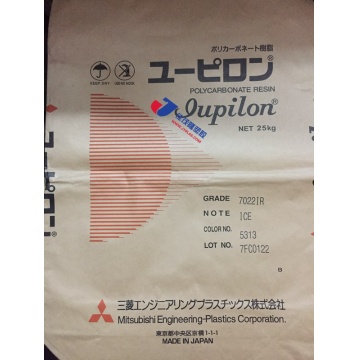 ポリカーボネート樹脂
ユーピロン®
KEEP DRY
POLYCARBONATE RESIN
Iupilon®
NET 25kg
GRADE 7022IR
NOTE ICE
COLOR NO. 5313
LOT NO. 7FC0122
三菱エンジニアリングプラスチックス株式会社
Mitsubishi Engineering-Plastics Corporation.
東京都中央区京橋1-1-1
MADE IN JAPAN